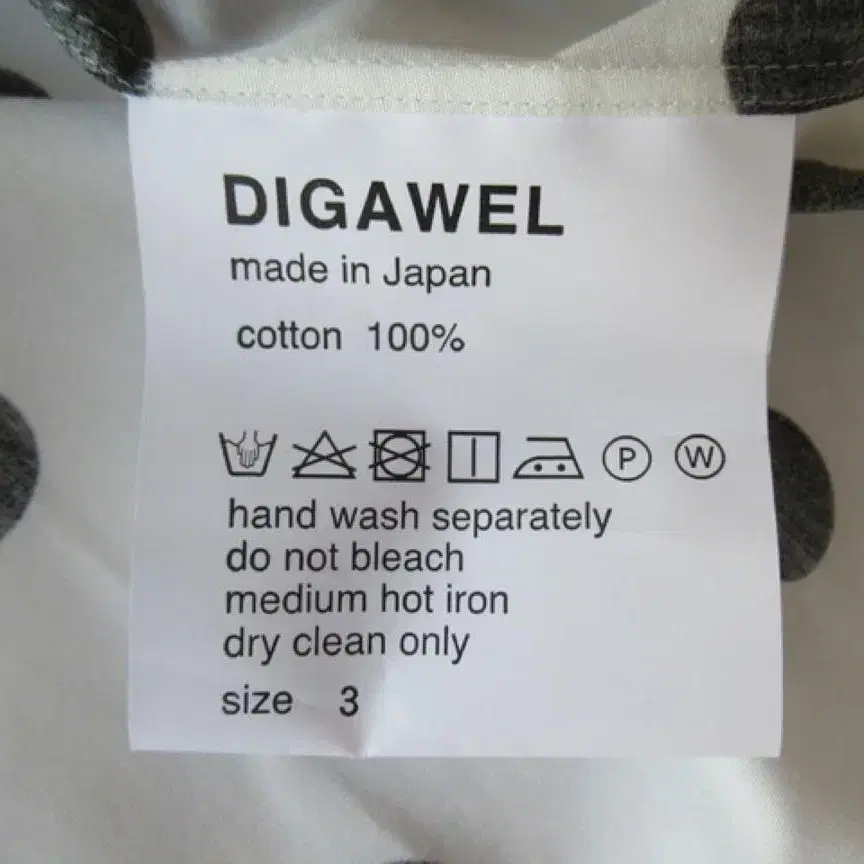 DIGAWEL
made in Japan
cotton 100%
P W
hand wash separately
do not bleach
medium hot iron
dry clean only
size 3